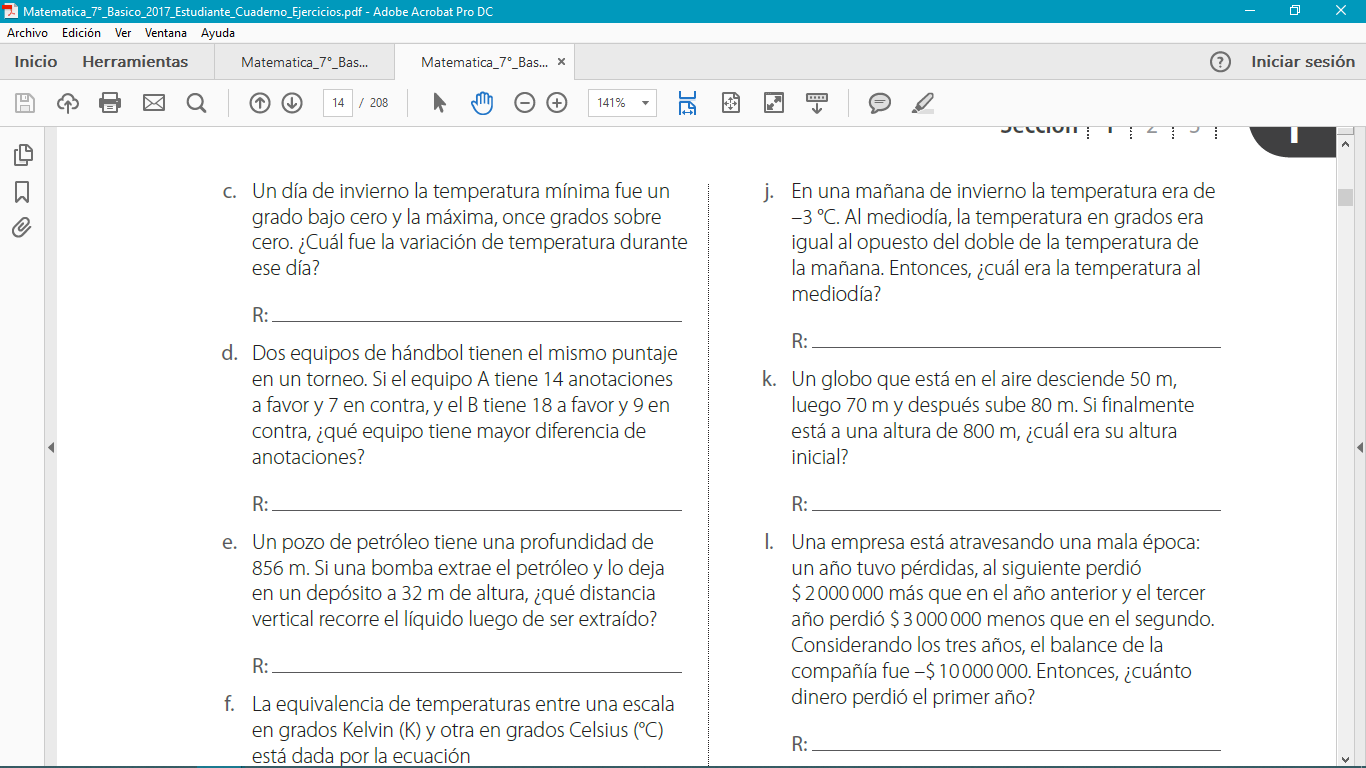 Matematica_7°_Basico_2017_Estudiante_Cuaderno_Ejercicios.pdf - Adobe Acrobat Pro DC
Archivo Edición Ver Ventana Ayuda
Inicio Herramientas Matematica_7°_Bas... Matematica_7°_Bas... × Iniciar sesión
14 / 208 141%
Sección 1 2 3
1
c. Un día de invierno la temperatura mínima fue un
grado bajo cero y la máxima, once grados sobre
cero. ¿Cuál fue la variación de temperatura durante
ese día?
R:
d. Dos equipos de hándbol tienen el mismo puntaje
en un torneo. Si el equipo A tiene 14 anotaciones
a favor y 7 en contra, y el B tiene 18 a favor y 9 en
contra, ¿qué equipo tiene mayor diferencia de
anotaciones?
R:
e. Un pozo de petróleo tiene una profundidad de
856 m. Si una bomba extrae el petróleo y lo deja
en un depósito a 32 m de altura, ¿qué distancia
vertical recorre el líquido luego de ser extraído?
R:
f. La equivalencia de temperaturas entre una escala
en grados Kelvin (K) y otra en grados Celsius (°C)
está dada por la ecuación
j. En una mañana de invierno la temperatura era de
–3 °C. Al mediodía, la temperatura en grados era
igual al opuesto del doble de la temperatura de
la mañana. Entonces, ¿cuál era la temperatura al
mediodía?
R:
k. Un globo que está en el aire desciende 50 m,
luego 70 m y después sube 80 m. Si finalmente
está a una altura de 800 m, ¿cuál era su altura
inicial?
R:
l. Una empresa está atravesando una mala época:
un año tuvo pérdidas, al siguiente perdió
$ 2 000 000 más que en el año anterior y el tercer
año perdió $ 3 000 000 menos que en el segundo.
Considerando los tres años, el balance de la
compañía fue –$ 10 000 000. Entonces, ¿cuánto
dinero perdió el primer año?
R: